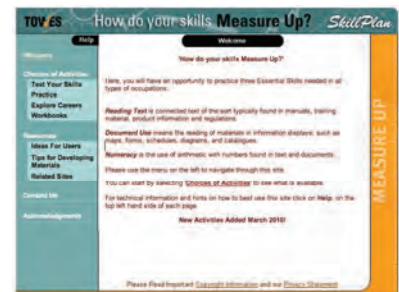 TOWES How do your skills Measure Up? SkillPlan
Help
Welcome
Welcome
How do your skills Measure Up?
Choices of Activities
Test Your Skills
Practice
Explore Careers
Workbooks
Resources
Ideas For Users
Tips for Developing
Materials
Related Sites
Contact Us
Acknowledgments
Here, you will have an opportunity to practice three Essential Skills needed in all
types of occupations.
Reading Text is connected text of the sort typically found in manuals, training
material, product information and regulations.
Document Use means the reading of materials in information displays, such as
maps, forms, schedules, diagrams, and catalogues.
Numeracy is the use of arithmetic with numbers found in text and documents.
Please use the menu on the left to navigate through this site.
You can start by selecting Choices of Activities to see what is available.
For technical information and hints on how to best use this site click on Help, on the
top left hand side of each page.
New Activities Added March 2010!
Please Read Important Copyright Information and our Privacy Statement
MEASURE UP